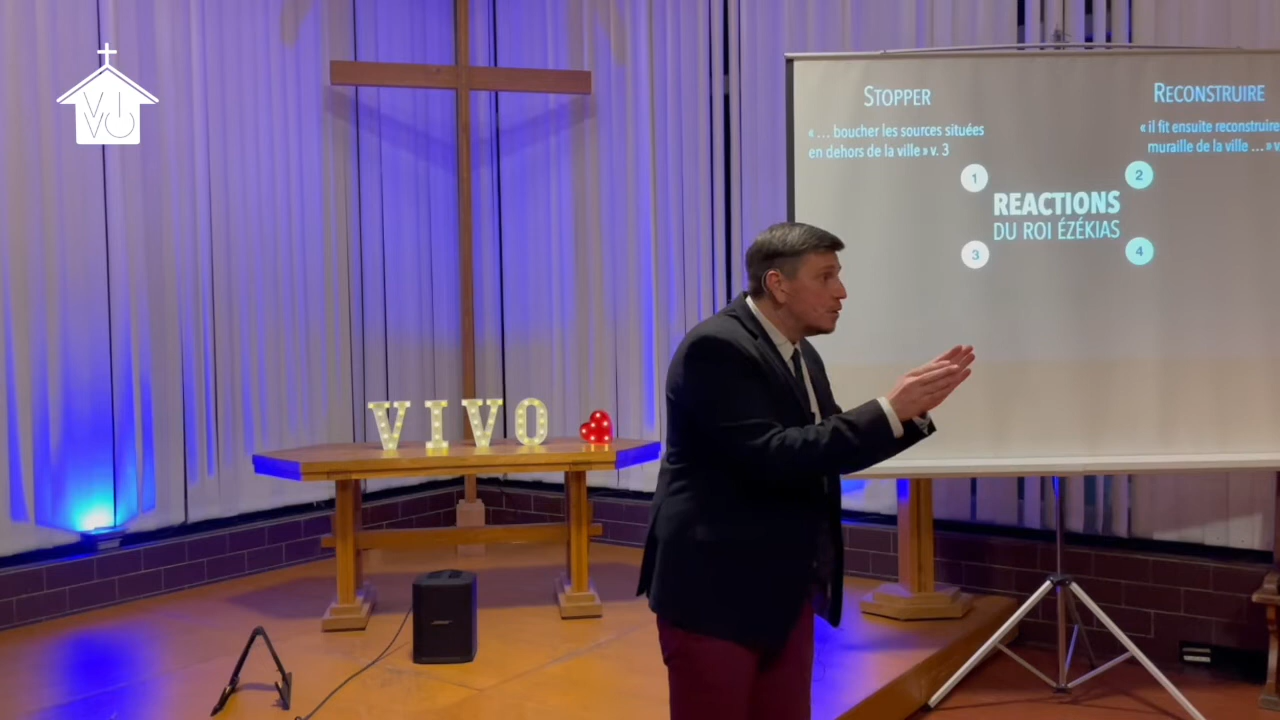 VIVO
STOPPER
« ... boucher les sources situées
en dehors de la ville » v. 3
RECONSTRUIRE
« il fit ensuite reconstruire
muraille de la ville ... » v.
1
2
REACTIONS
DU ROI ÉZÉKIAS
3
4
VIVO
BOSE